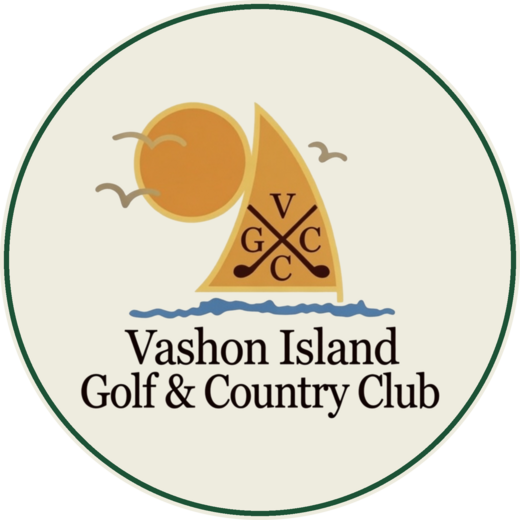 V
G C
C
Vashon Island
Golf & Country Club